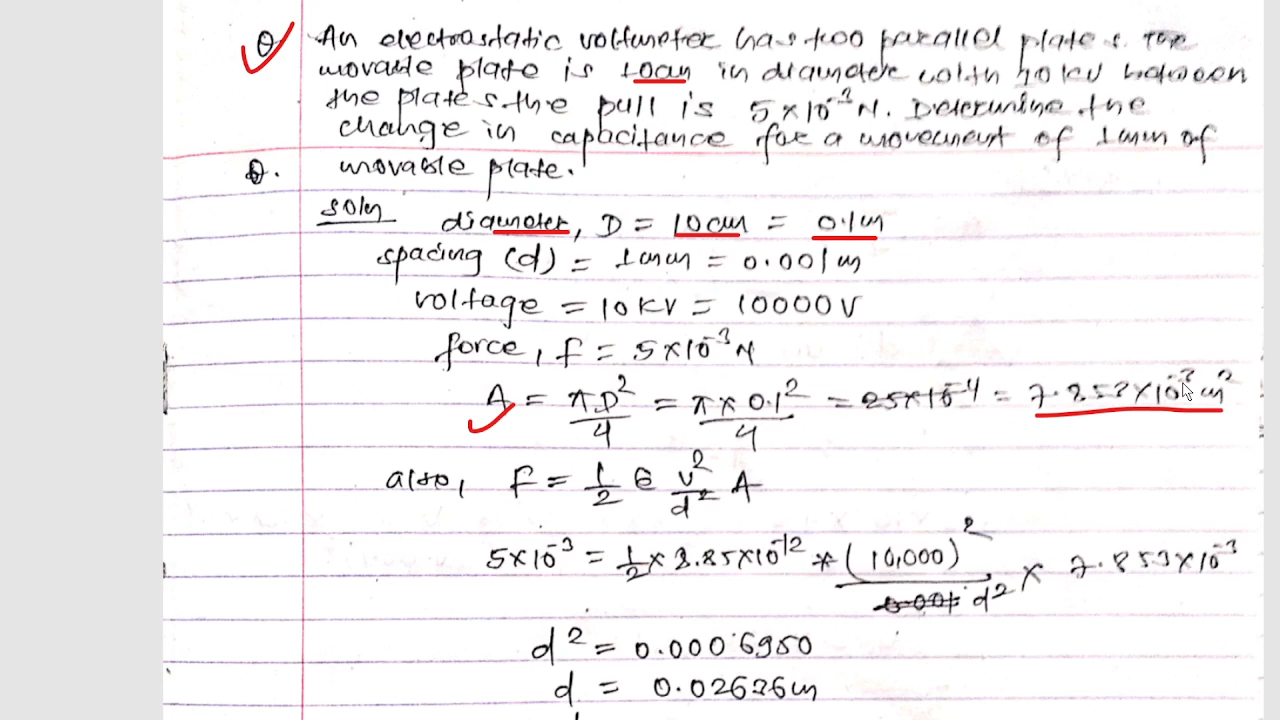 Q An electrostatic voltmeter has two parallel plates. The
movable plate is 10cm in diameter with 10 kV between
the plates the pull is 5×10⁻³N. Determine the
change in capacitance for a movement of 1mm of
Q. movable plate.
Soln diameter, D = 10cm = 0.1m
spacing (d) = 1mm = 0.001m
voltage = 10KV = 10000V
force, f = 5×10⁻³N
A = πD²/4 = π×0.1²/4 = 25×10⁻⁴ = 7.853×10⁻³m²
also, F = 1/2 ϵ v²/d² A
5×10⁻³ = 1/2 × 8.85×10⁻¹² * (10,000)²/d² × 7.853×10⁻³
d² = 0.0006950
d = 0.02636m